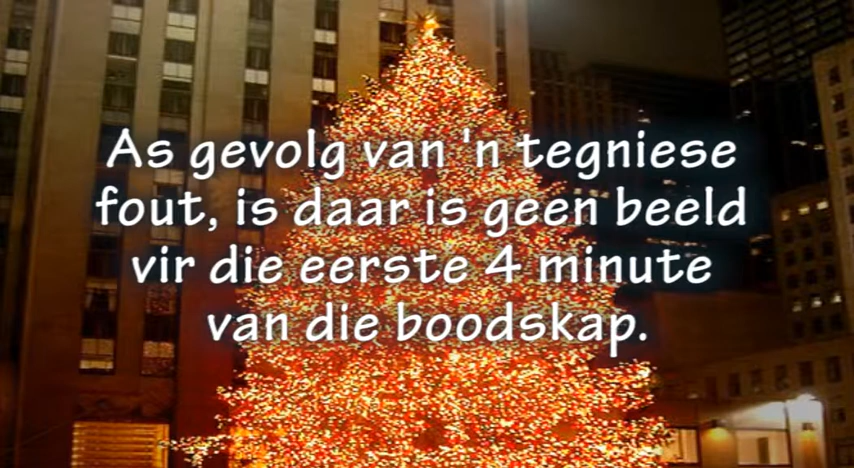 As gevolg van 'n tegniese
fout, is daar is geen beeld
vir die eerste 4 minute
van die boodskap.